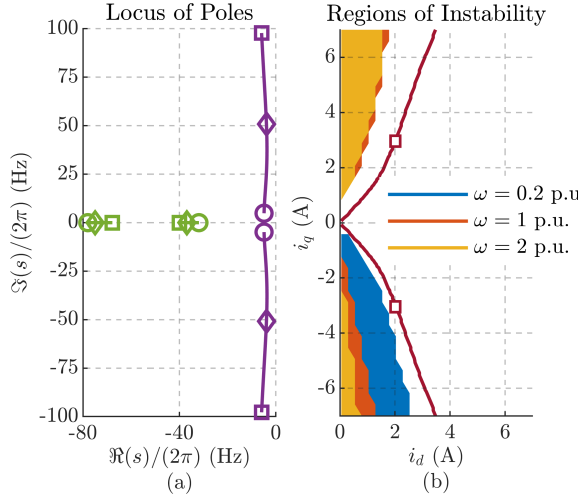 Locus of Poles
100
75
50
25
0
-25
-50
-75
-100
ℑ(s)/(2π) (Hz)
-80
-40
0
ℜ(s)/(2π) (Hz)
(a)
Regions of Instability
6
4
2
0
-2
-4
-6
i_q (A)
ω = 0.2 p.u.
ω = 1 p.u.
ω = 2 p.u.
0
2
4
6
i_d (A)
(b)